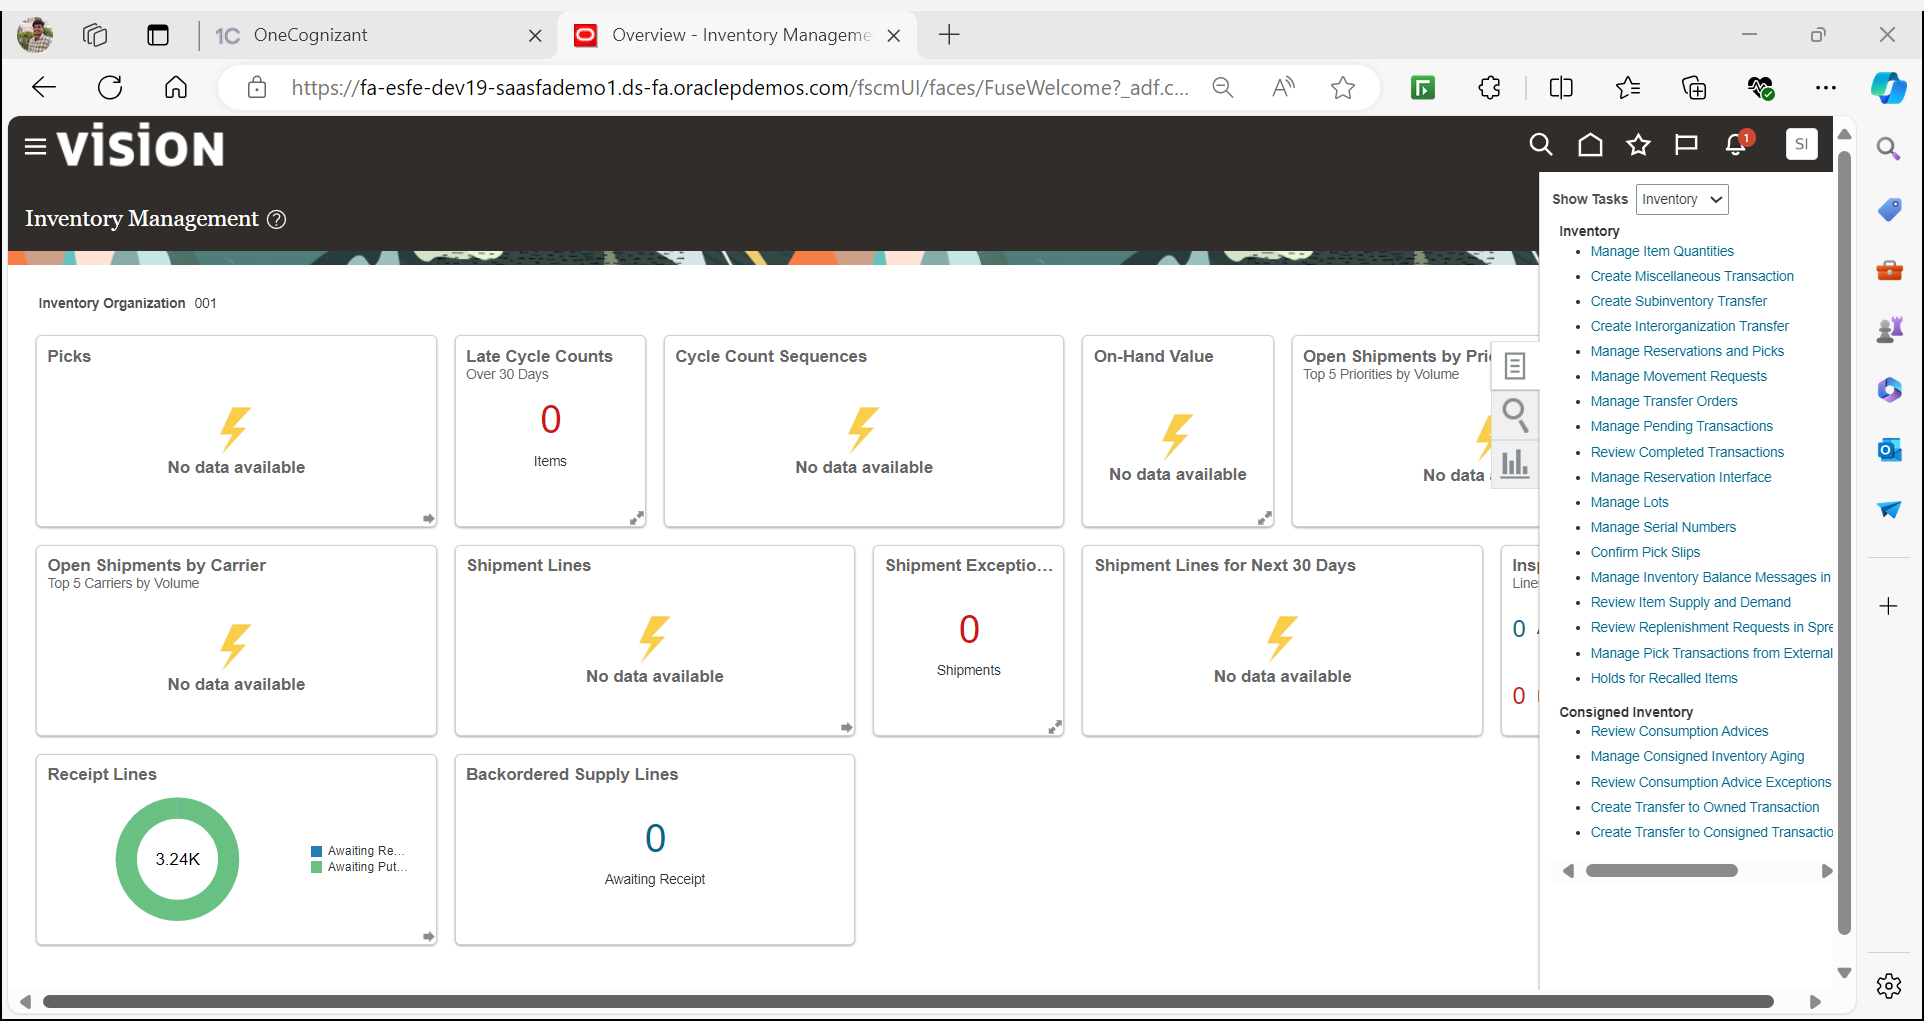 OneCognizant
Overview - Inventory Manageme
https://fa-esfe-dev19-saasfademo1.ds-fa.oraclepdemos.com/fscmUI/faces/FuseWelcome?_adf.c...
VISION
1
SI
Inventory Management
Show Tasks Inventory
Inventory
Manage Item Quantities
Create Miscellaneous Transaction
Create Subinventory Transfer
Create Interorganization Transfer
Manage Reservations and Picks
Manage Movement Requests
Manage Transfer Orders
Manage Pending Transactions
Review Completed Transactions
Manage Reservation Interface
Manage Lots
Manage Serial Numbers
Confirm Pick Slips
Manage Inventory Balance Messages in
Review Item Supply and Demand
Review Replenishment Requests in Spre
Manage Pick Transactions from External
Holds for Recalled Items
Consigned Inventory
Review Consumption Advices
Manage Consigned Inventory Aging
Review Consumption Advice Exceptions
Create Transfer to Owned Transaction
Create Transfer to Consigned Transactio
Inventory Organization 001
Picks
No data available
Late Cycle Counts
Over 30 Days
0
Items
Cycle Count Sequences
No data available
On-Hand Value
No data available
Open Shipments by Pri
Top 5 Priorities by Volume
No data
Open Shipments by Carrier
Top 5 Carriers by Volume
No data available
Shipment Lines
No data available
Shipment Exceptio...
0
Shipments
Shipment Lines for Next 30 Days
No data available
Insp
Line
0
0
Receipt Lines
3.24K
Awaiting Re...
Awaiting Put...
Backordered Supply Lines
0
Awaiting Receipt